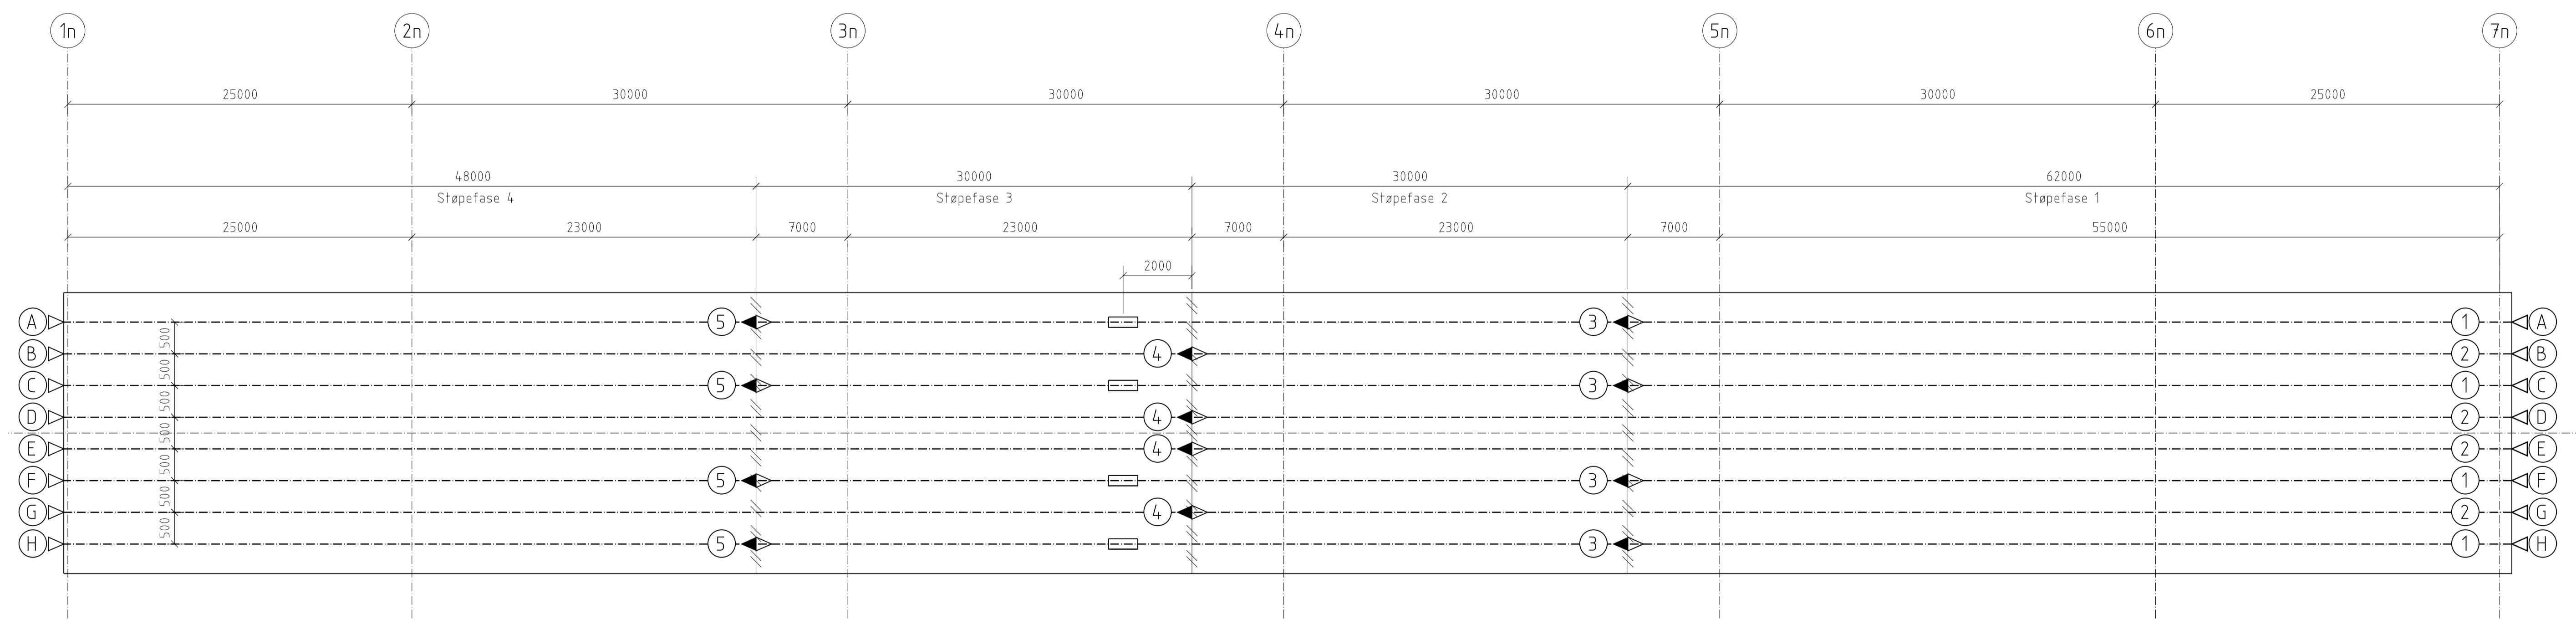 1n 2n 3n 4n 5n 6n 7n
25000 30000 30000 30000 30000 25000
48000 30000 30000 62000
Støpefase 4 Støpefase 3 Støpefase 2 Støpefase 1
25000 23000 7000 23000 7000 23000 7000 55000
2000
A 5 3 1 A
500
B 4 2 B
500
C 5 3 1 C
500
D 4 2 D
500
E 4 2 E
500
F 5 3 1 F
500
G 4 2 G
500
H 5 3 1 H